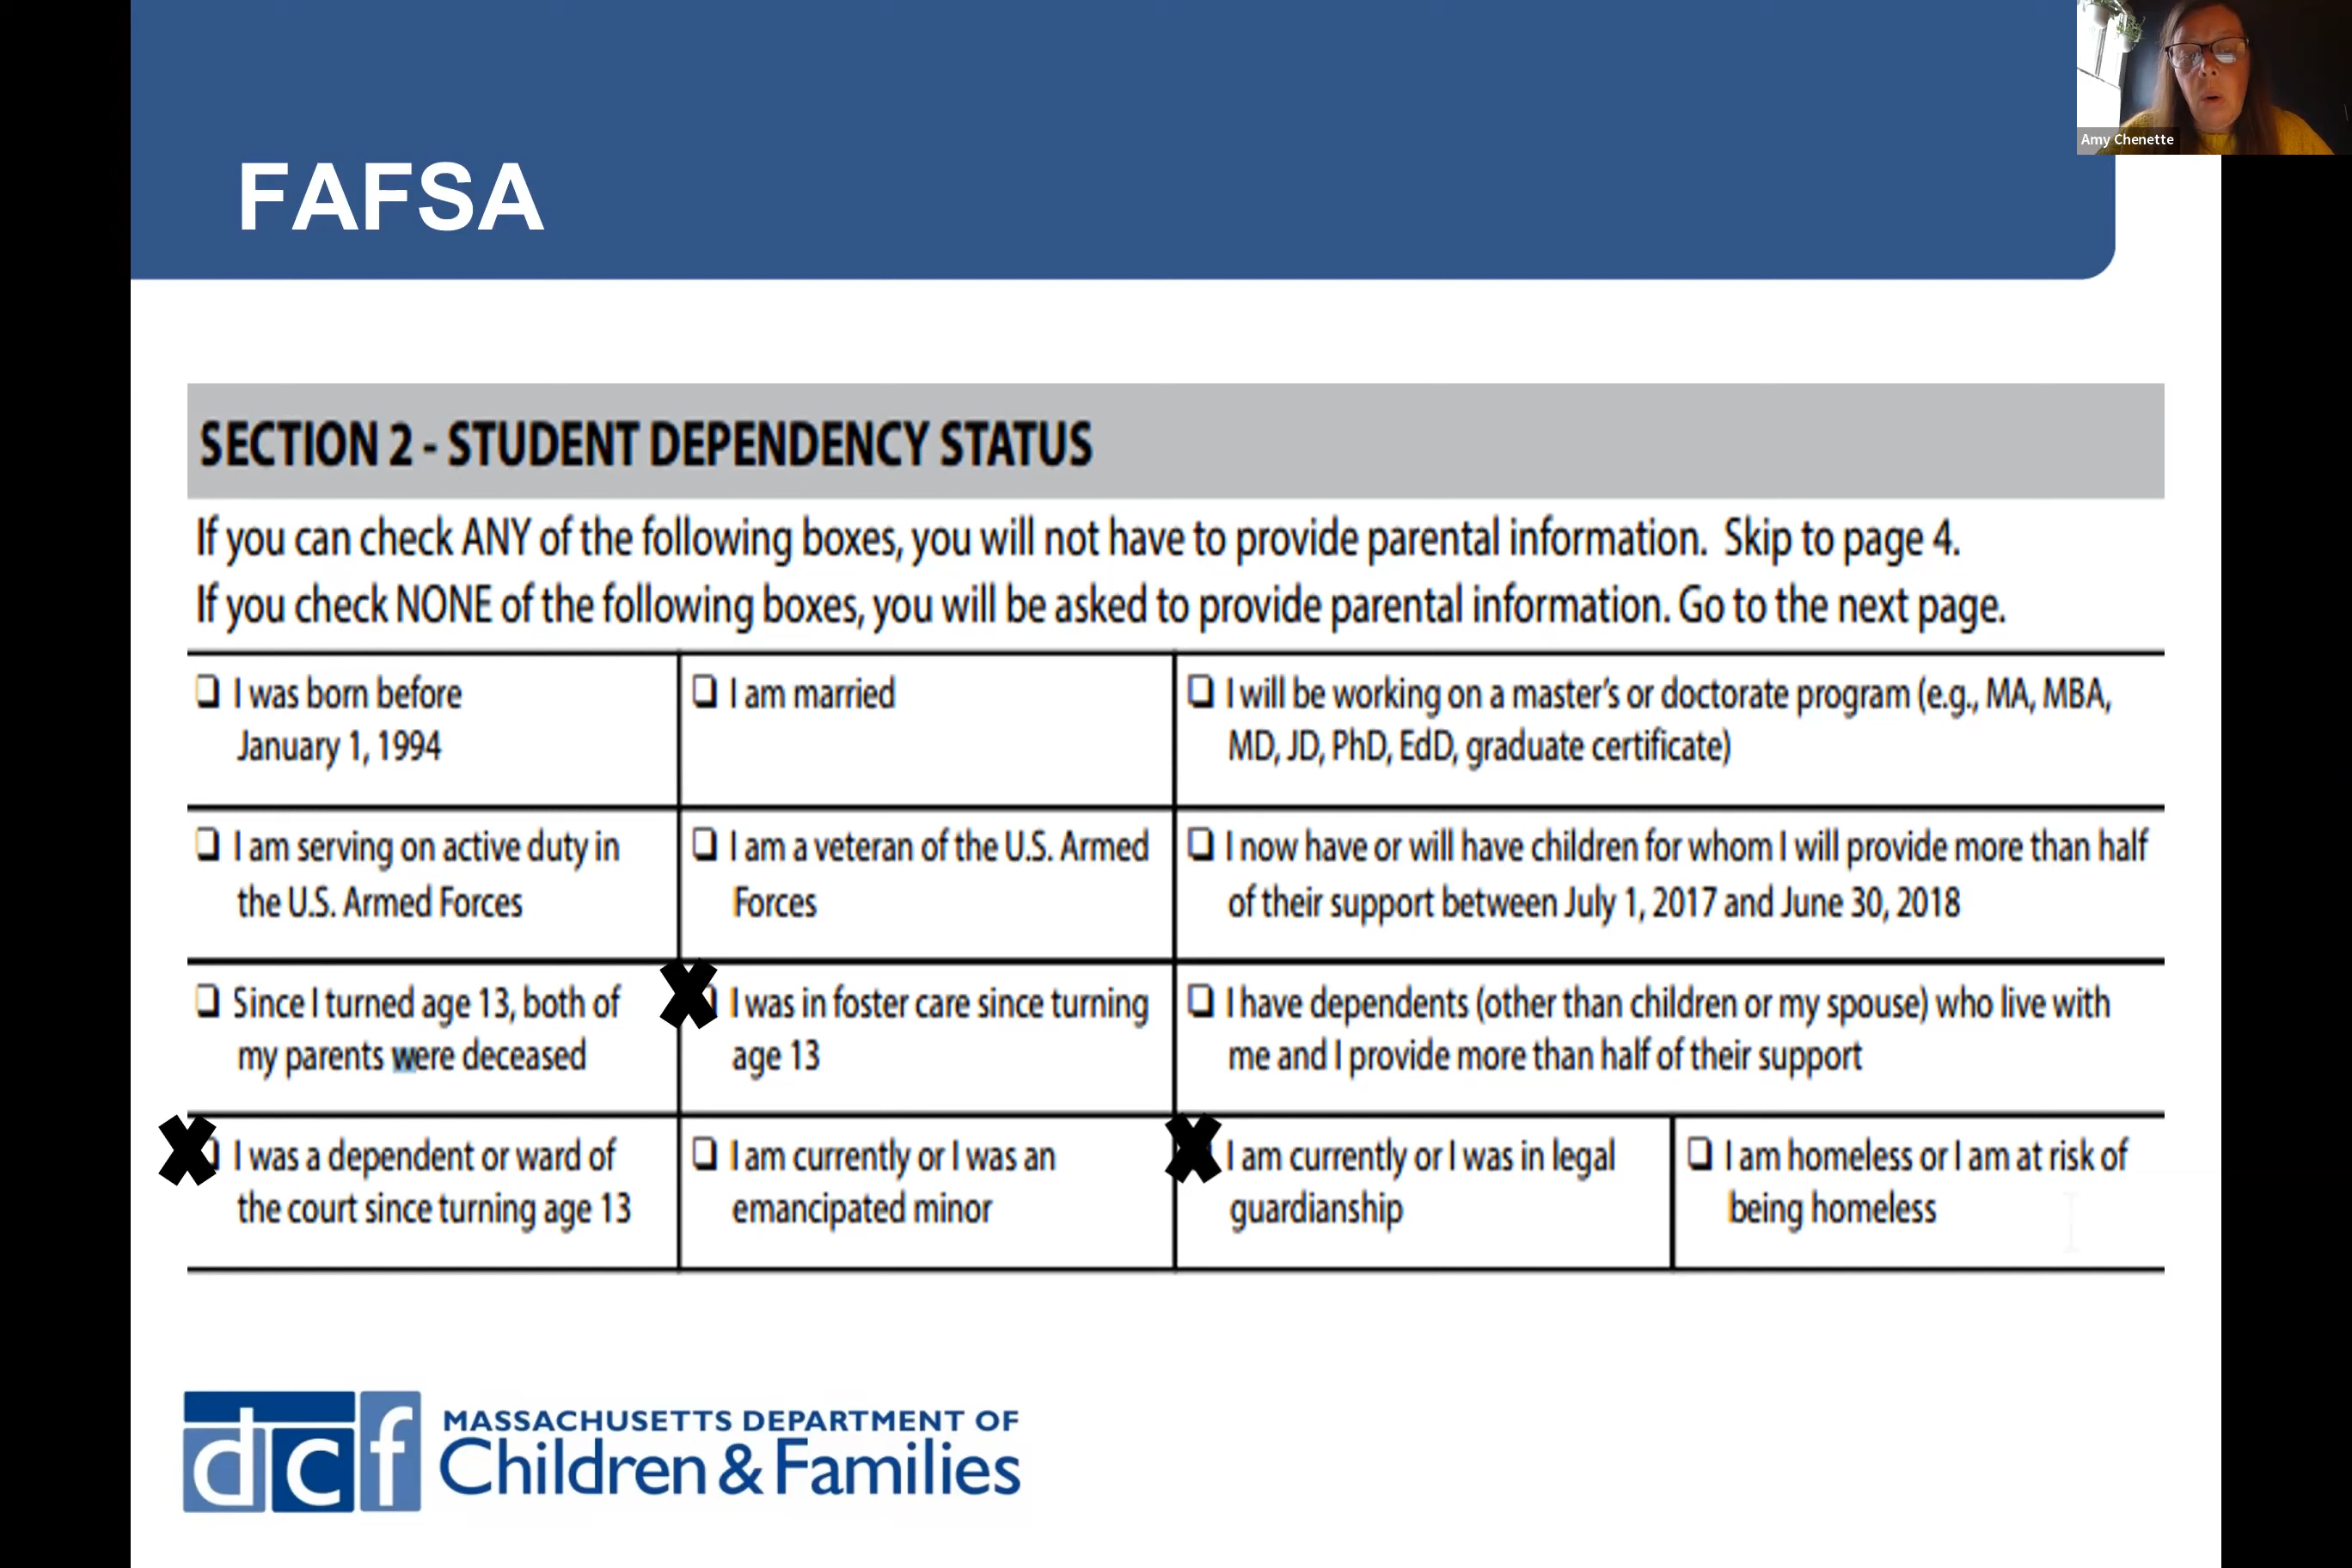 Amy Chenette
FAFSA
SECTION 2 - STUDENT DEPENDENCY STATUS
If you can check ANY of the following boxes, you will not have to provide parental information. Skip to page 4.
If you check NONE of the following boxes, you will be asked to provide parental information. Go to the next page.
I was born before
January 1, 1994
I am married
I will be working on a master's or doctorate program (e.g., MA, MBA,
MD, JD, PhD, EdD, graduate certificate)
I am serving on active duty in
the U.S. Armed Forces
I am a veteran of the U.S. Armed
Forces
I now have or will have children for whom I will provide more than half
of their support between July 1, 2017 and June 30, 2018
Since I turned age 13, both of
my parents were deceased
I was in foster care since turning
age 13
I have dependents (other than children or my spouse) who live with
me and I provide more than half of their support
I was a dependent or ward of
the court since turning age 13
I am currently or I was an
emancipated minor
I am currently or I was in legal
guardianship
I am homeless or I am at risk of
being homeless
dcf
MASSACHUSETTS DEPARTMENT OF
Children & Families